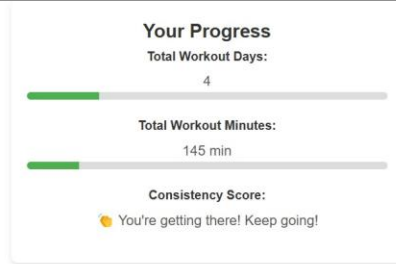 Your Progress
Total Workout Days:
4
Total Workout Minutes:
145 min
Consistency Score:
👏 You're getting there! Keep going!